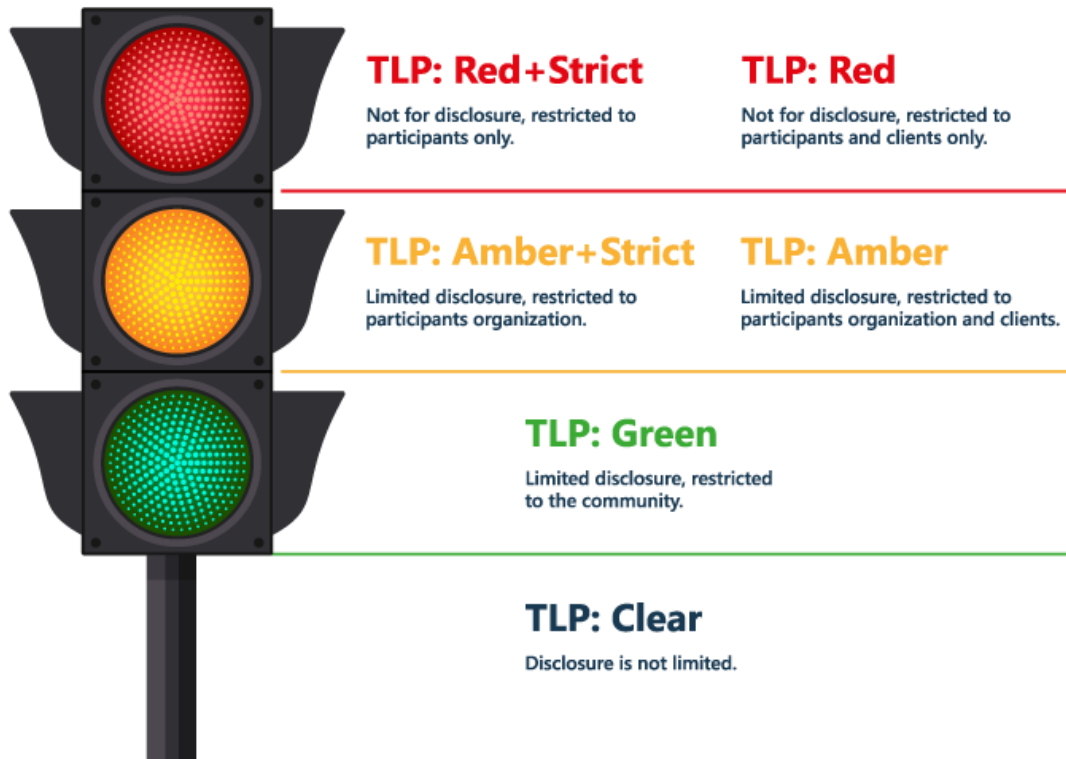 TLP: Red+Strict
Not for disclosure, restricted to
participants only.
TLP: Red
Not for disclosure, restricted to
participants and clients only.
TLP: Amber+Strict
Limited disclosure, restricted to
participants organization.
TLP: Amber
Limited disclosure, restricted to
participants organization and clients.
TLP: Green
Limited disclosure, restricted
to the community.
TLP: Clear
Disclosure is not limited.